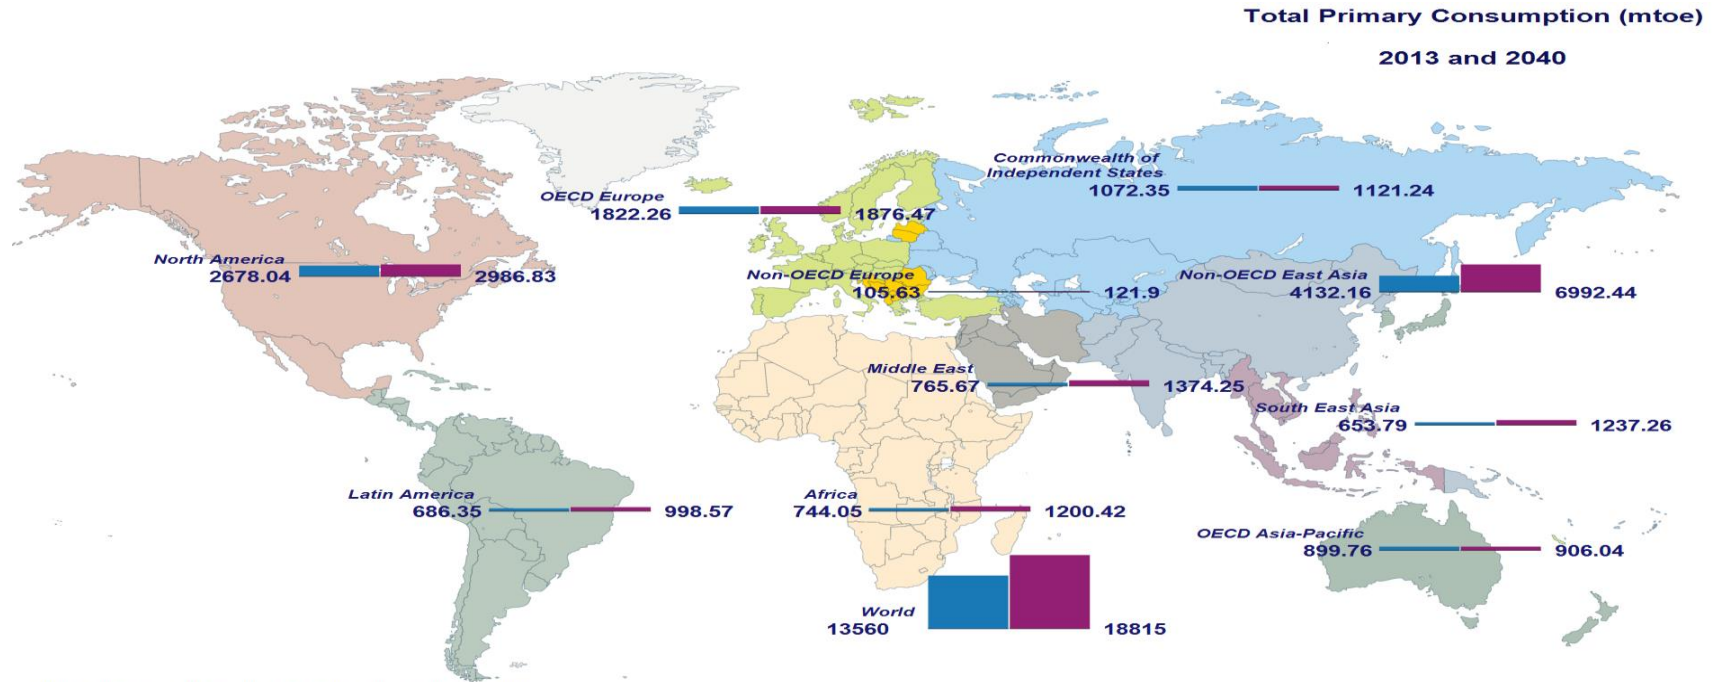 Total Primary Consumption (mtoe)
2013 and 2040
Commonwealth of
Independent States
1072.35 1121.24
OECD Europe
1822.26 1876.47
North America
2678.04 2986.83
Non-OECD Europe
105.63 121.9
Non-OECD East Asia
4132.16 6992.44
Middle East
765.67 1374.25
South East Asia
653.79 1237.26
Latin America
686.35 998.57
Africa
744.05 1200.42
OECD Asia-Pacific
899.76 906.04
World
13560 18815